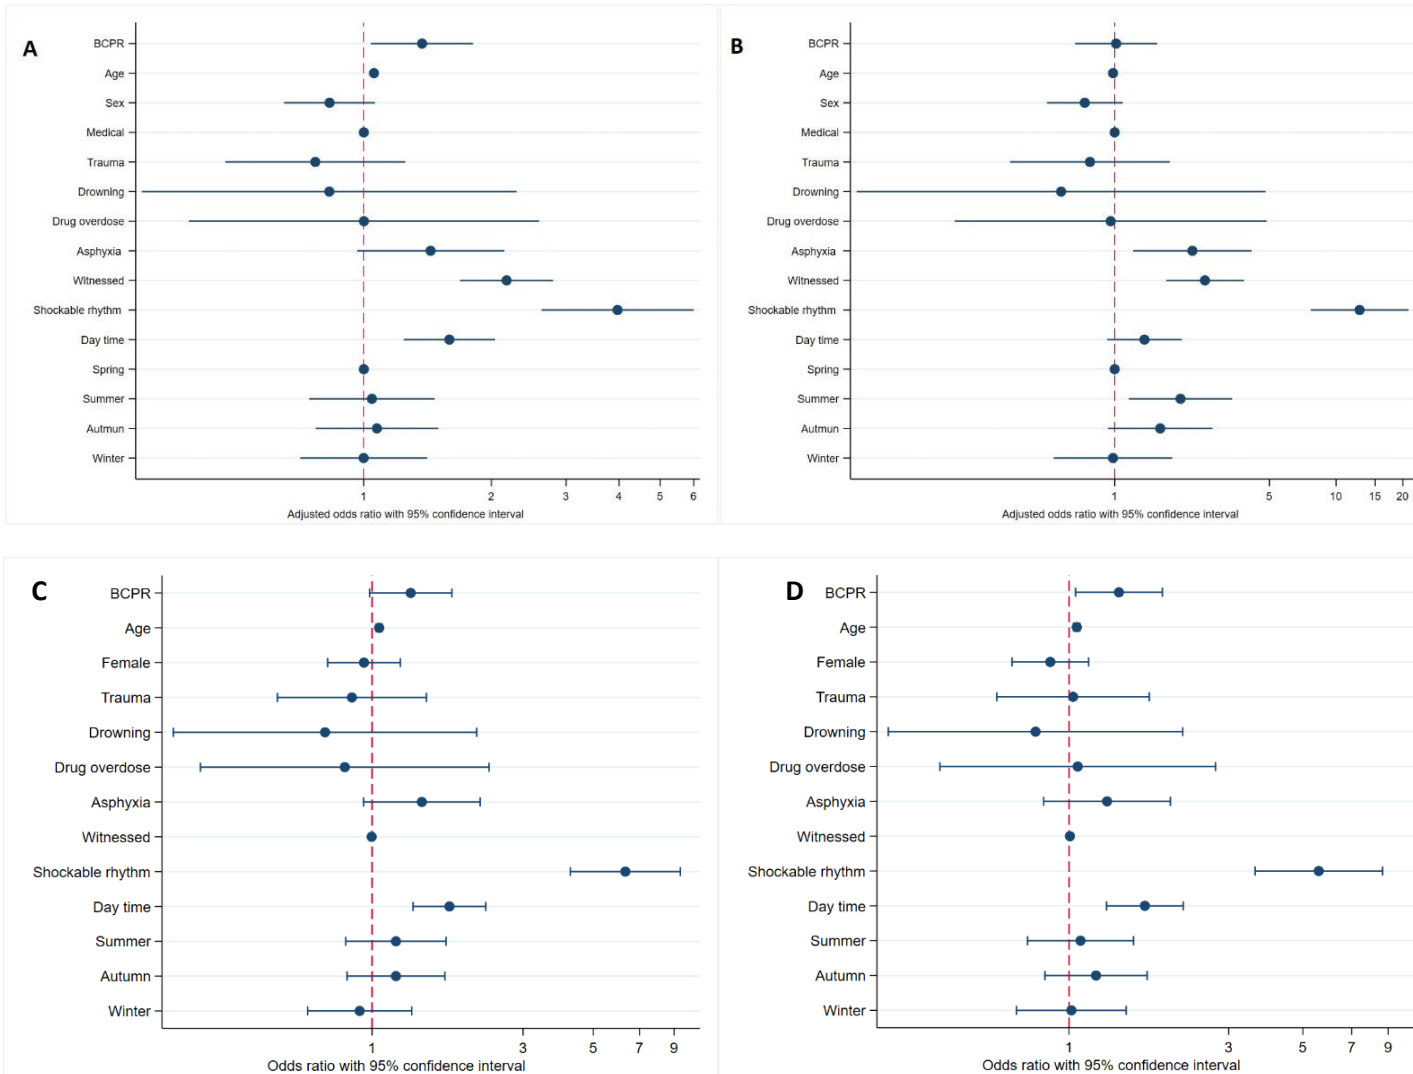 A
BCPR
Age
Sex
Medical
Trauma
Drowning
Drug overdose
Asphyxia
Witnessed
Shockable rhythm
Day time
Spring
Summer
Autmun
Winter
1 2 3 4 5 6
Adjusted odds ratio with 95% confidence interval
B
BCPR
Age
Sex
Medical
Trauma
Drowning
Drug overdose
Asphyxia
Witnessed
Shockable rhythm
Day time
Spring
Summer
Autmun
Winter
1 5 10 15 20
Adjusted odds ratio with 95% confidence interval
C
BCPR
Age
Female
Trauma
Drowning
Drug overdose
Asphyxia
Witnessed
Shockable rhythm
Day time
Summer
Autumn
Winter
1 3 5 7 9
Odds ratio with 95% confidence interval
D
BCPR
Age
Female
Trauma
Drowning
Drug overdose
Asphyxia
Witnessed
Shockable rhythm
Day time
Summer
Autumn
Winter
1 3 5 7 9
Odds ratio with 95% confidence interval